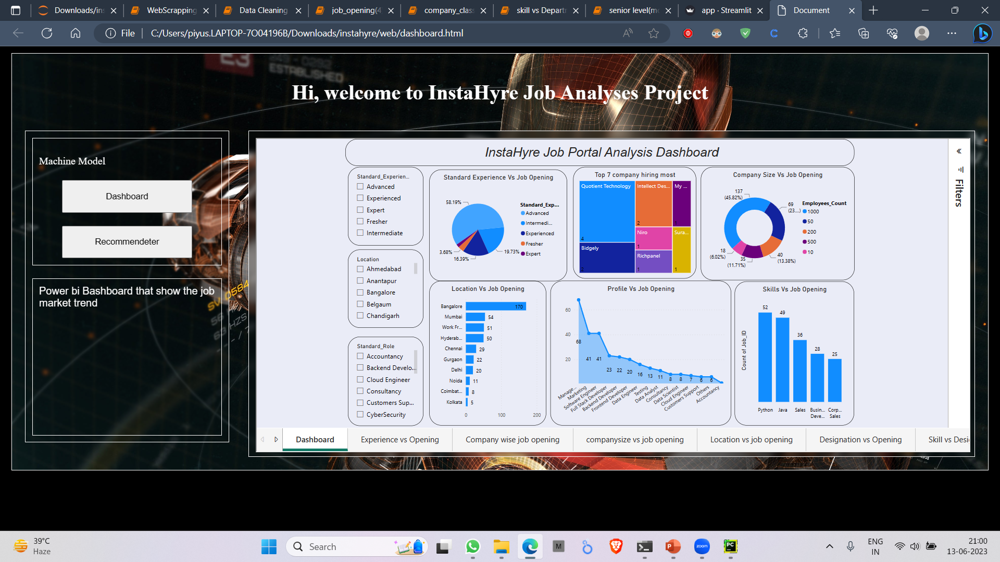 Downloads/ins
WebScrapping
Data Cleaning
job_opening(4
company_class
skill vs Departm
senior level(mo
app · Streamlit
Document
File
C:/Users/piyus.LAPTOP-7O04196B/Downloads/instahyre/web/dashboard.html
E3
ESTABLISHED
Hi, welcome to InstaHyre Job Analyses Project
Machine Model
Dashboard
Recommendeter
Power bi Bashboard that show the job
market trend
SV 0584
InstaHyre Job Portal Analysis Dashboard
Standard_Experien...
Advanced
Experienced
Expert
Fresher
Intermediate
Location
Ahmedabad
Anantapur
Bangalore
Belgaum
Chandigarh
Standard_Role
Accountancy
Backend Develo...
Cloud Engineer
Consultancy
Customers Sup...
CyberSecurity
Standard Experience Vs Job Opening
58.19%
3.68%
16.39%
19.73%
Standard_Exp...
Advanced
Intermedi...
Experienced
Fresher
Expert
Top 7 company hiring most
Quotient Technology
4
Bidgely
2
Intellect Des...
2
Niro
1
Richpanel
1
My ...
1
Sura...
1
Company Size Vs Job Opening
137
(45.82%)
69
(23....)
40
(13.38%)
35
(11.71%)
18
(6.02%)
Employees_Count
1000
50
200
500
10
Location Vs Job Opening
Bangalore 170
Mumbai 54
Work Fr... 51
Hyderab... 50
Chennai 29
Gurgaon 22
Delhi 20
Noida 11
Coimbat... 8
Kolkata 5
0 100 200
Profile Vs Job Opening
60
40
20
68 41 41 23 22 20 16 13 11 8 8 7 6 6
Manage...
Marketing
Software Engineer
Full Stack Developer
Backend Developer
Frontend Developer
Data Engineer
Testing
Data Analyst
Consultancy
Data Scientist
Cloud Engineer
Customers Support
Others
Accountancy
Skills Vs Job Opening
Count of Job_ID
52 49 36 28 25
Python Java Sales Busin... Corp...
Deve... Sales
Filters
Dashboard
Experience vs Opening
Company wise job opening
companysize vs job opening
Location vs job opening
Designation vs Opening
Skill vs Desi
39°C
Haze
Search
M
P
zoom
PC
ENG
IN
21:00
13-06-2023